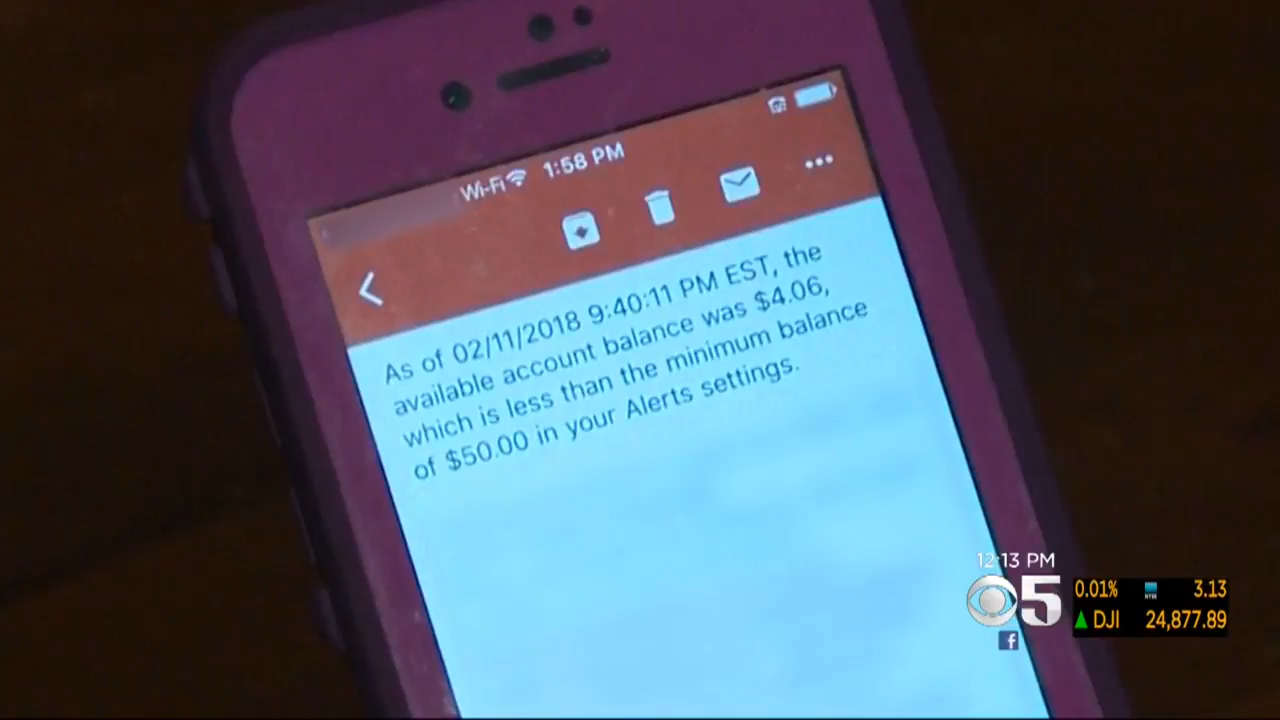 Wi-Fi 1:58 PM
As of 02/11/2018 9:40:11 PM EST, the
available account balance was $4.06,
which is less than the minimum balance
of $50.00 in your Alerts settings.
12:13 PM
5
0.01% NYSE 3.13
DJI 24,877.89
f